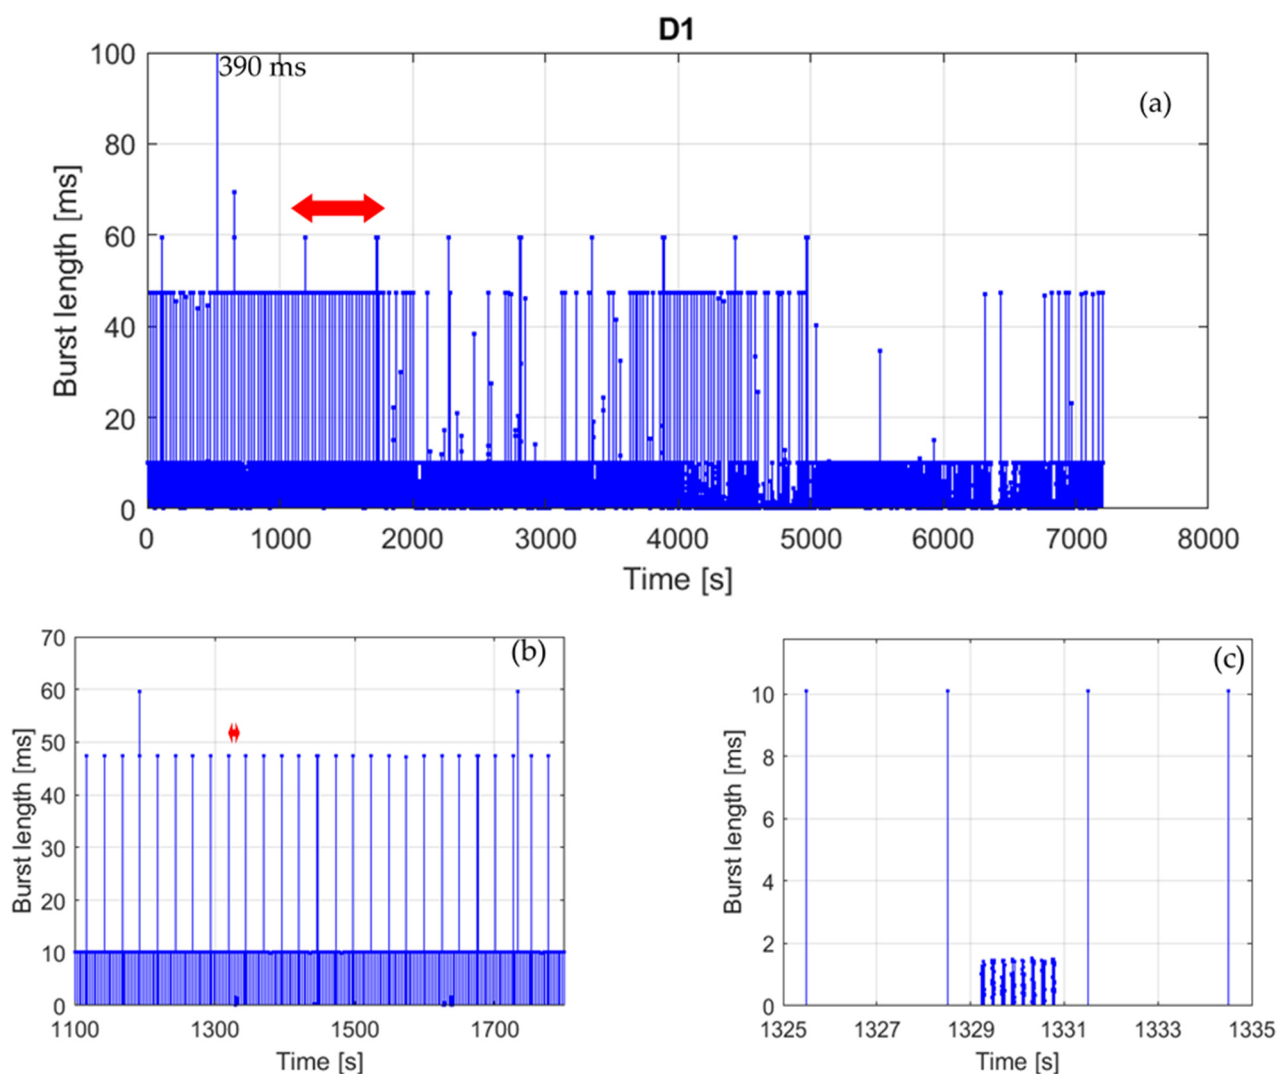 D1
100
80
60
40
20
0
Burst length [ms]
390 ms
(a)
0 1000 2000 3000 4000 5000 6000 7000 8000
Time [s]
70
60
50
40
30
20
10
0
Burst length [ms]
(b)
1100 1300 1500 1700
Time [s]
10
8
6
4
2
0
Burst length [ms]
(c)
1325 1327 1329 1331 1333 1335
Time [s]